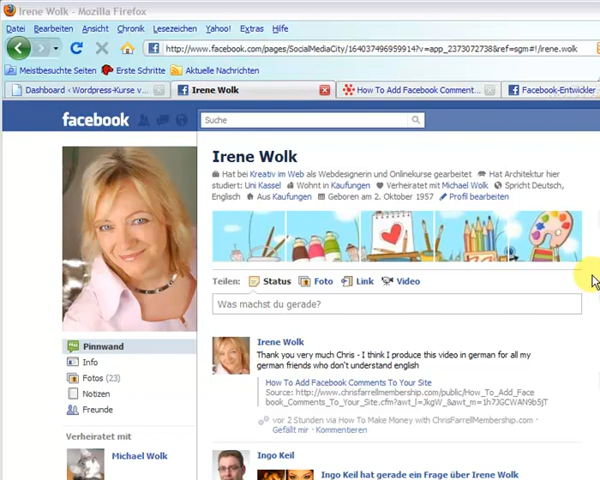 Irene Wolk - Mozilla Firefox
Datei Bearbeiten Ansicht Chronik Lesezeichen Yahoo! Extras Hilfe
http://www.facebook.com/pages/SocialMediaCity/164037496959914?v=app_2373072738&ref=sgm#!/irene.wolk
Meistbesuchte Seiten Erste Schritte Aktuelle Nachrichten
Dashboard ‹ Wordpress-Kurse v... Irene Wolk How To Add Facebook Comment... Facebook-Entwickler
facebook Suche
Irene Wolk
Hat bei Kreativ im Web als Webdesignerin und Onlinekurse gearbeitet Hat Architektur hier
studiert: Uni Kassel Wohnt in Kaufungen Verheiratet mit Michael Wolk Spricht Deutsch,
Englisch Aus Kaufungen Geboren am 2. Oktober 1957 Profil bearbeiten
Teilen: Status Foto Link Video
Was machst du gerade?
Irene Wolk
Thank you very much Chris - I think I produce this video in german for all my
german friends who don't understand english
How To Add Facebook Comments To Your Site
Source: http://www.chrisfarrellmembership.com/public/How_To_Add_Face
book_Comments_To_Your_Site.cfm?awt_l=JkgW_&awt_m=1h7JGCWAN9b5jT
vor 2 Stunden via How To Make Money with ChrisFarrellMembership.com ·
Gefällt mir · Kommentieren
Ingo Keil
Ingo Keil hat gerade ein Frage über Irene Wolk
Pinnwand
Info
Fotos (23)
Notizen
Freunde
Verheiratet mit
Michael Wolk